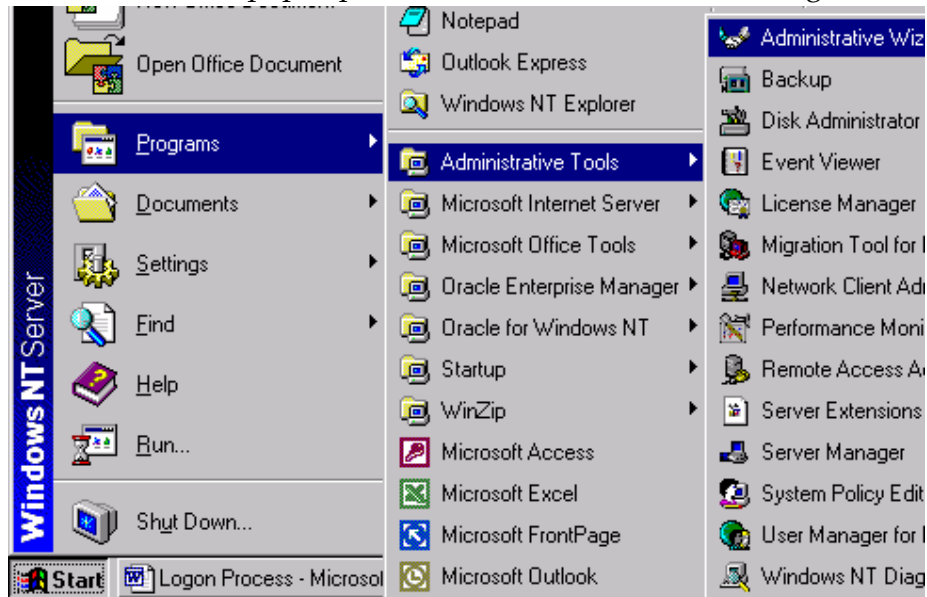 Open Office Document
Programs
Documents
Settings
Find
Help
Run...
Shut Down...
Windows NT Server
Start
Logon Process - Microsof
Notepad
Outlook Express
Windows NT Explorer
Administrative Tools
Microsoft Internet Server
Microsoft Office Tools
Oracle Enterprise Manager
Oracle for Windows NT
Startup
WinZip
Microsoft Access
Microsoft Excel
Microsoft FrontPage
Microsoft Outlook
Administrative Wiz
Backup
Disk Administrator
Event Viewer
License Manager
Migration Tool for
Network Client Ad
Performance Moni
Remote Access A
Server Extensions
Server Manager
System Policy Edit
User Manager for
Windows NT Diag